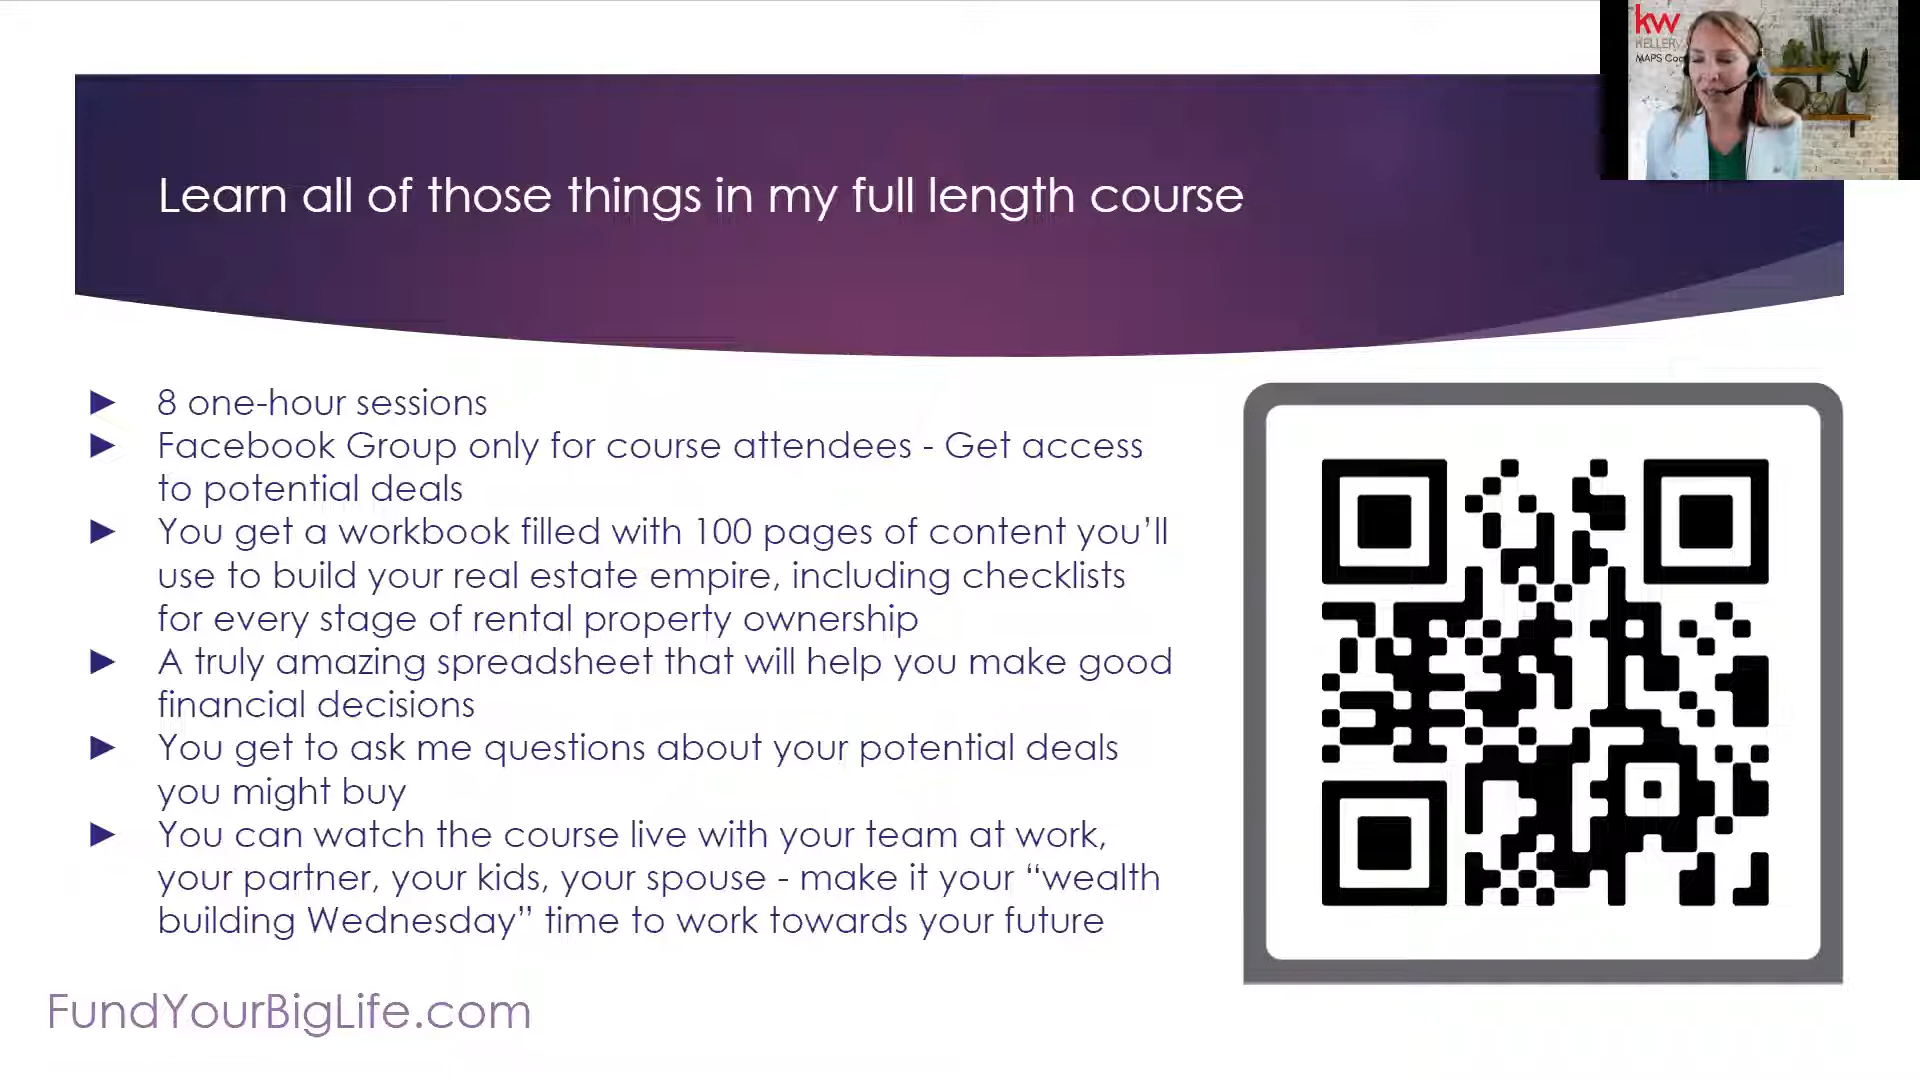 kw
KELLER
MAPS Coa
Learn all of those things in my full length course
► 8 one-hour sessions
► Facebook Group only for course attendees - Get access
to potential deals
► You get a workbook filled with 100 pages of content you’ll
use to build your real estate empire, including checklists
for every stage of rental property ownership
► A truly amazing spreadsheet that will help you make good
financial decisions
► You get to ask me questions about your potential deals
you might buy
► You can watch the course live with your team at work,
your partner, your kids, your spouse - make it your “wealth
building Wednesday” time to work towards your future
FundYourBigLife.com